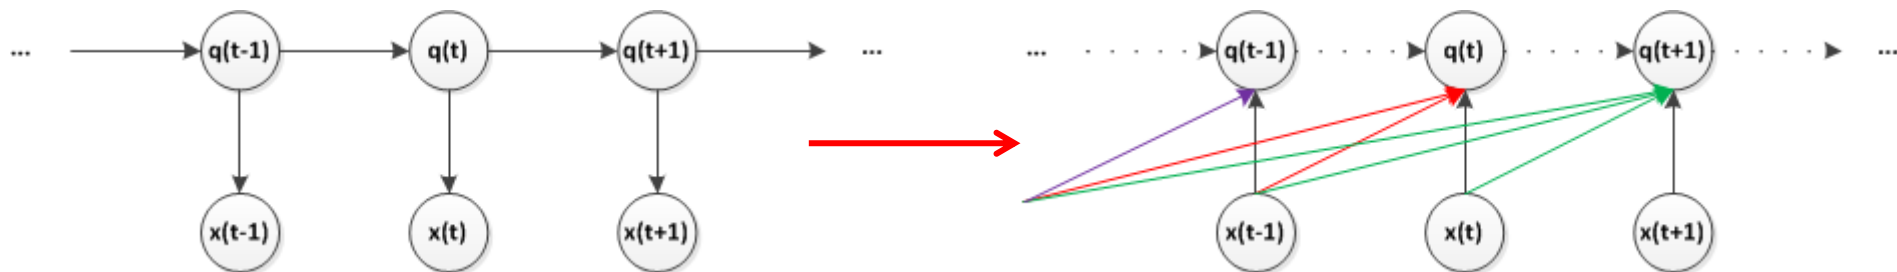 ... q(t-1) q(t) q(t+1) ... ... q(t-1) q(t) q(t+1) ...
x(t-1) x(t) x(t+1) x(t-1) x(t) x(t+1)